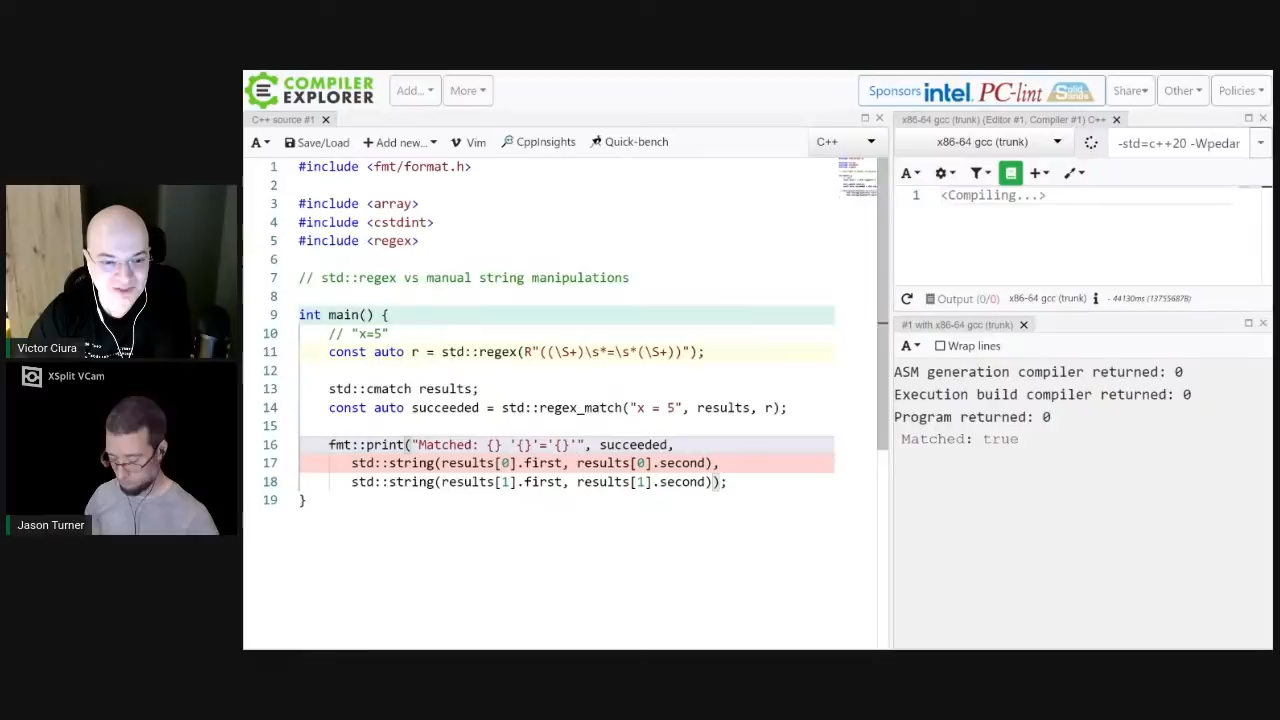 COMPILER
EXPLORER
Add...
More
Sponsors intel. PC-lint Solid Sands
Share
Other
Policies
C++ source #1
A
Save/Load
Add new...
Vim
CppInsights
Quick-bench
C++
1 #include <fmt/format.h>
2
3 #include <array>
4 #include <cstdint>
5 #include <regex>
6
7 // std::regex vs manual string manipulations
8
9 int main() {
10 // "x=5"
11 const auto r = std::regex(R"((\S+)\s*=\s*(\S+))");
12
13 std::cmatch results;
14 const auto succeeded = std::regex_match("x = 5", results, r);
15
16 fmt::print("Matched: {} '{}'='{}'", succeeded,
17 std::string(results[0].first, results[0].second),
18 std::string(results[1].first, results[1].second));
19 }
x86-64 gcc (trunk) (Editor #1, Compiler #1) C++
x86-64 gcc (trunk)
-std=c++20 -Wpedar
A
1 <Compiling...>
Output (0/0) x86-64 gcc (trunk) - 44130ms (137556878)
#1 with x86-64 gcc (trunk)
A Wrap lines
ASM generation compiler returned: 0
Execution build compiler returned: 0
Program returned: 0
Matched: true
Victor Ciura
XSplit VCam
Jason Turner